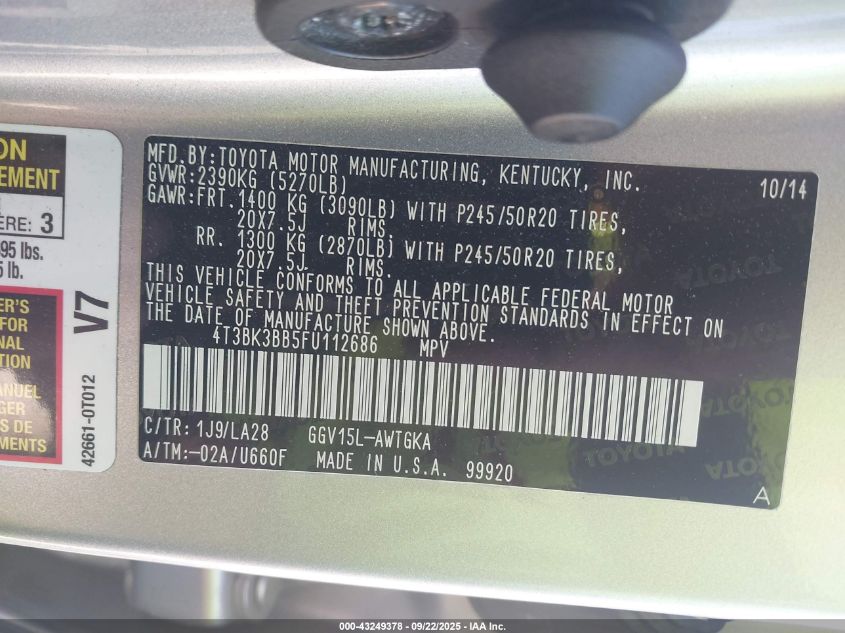 MFD.BY:TOYOTA MOTOR MANUFACTURING, KENTUCKY, INC. 10/14
GVWR:2390KG (5270LB)
GAWR:FRT.1400 KG (3090LB) WITH P245/50R20 TIRES,
20X7.5J RIMS.
RR. 1300 KG (2870LB) WITH P245/50R20 TIRES,
20X7.5J RIMS.
THIS VEHICLE CONFORMS TO ALL APPLICABLE FEDERAL MOTOR
VEHICLE SAFETY AND THEFT PREVENTION STANDARDS IN EFFECT ON
THE DATE OF MANUFACTURE SHOWN ABOVE.
4T3BK3BB5FU112686 MPV
C/TR: 1J9/LA28 GGV15L-AWTGKA
A/TM:-02A/U660F MADE IN U.S.A. 99920
A
ON
EMENT
ÈRE: 3
95 lbs.
5 lb.
ER'S
FOR
NAL
TION
ANUEL
GER
S DE
EMENTS
V7
42661-0T012
TOYOTA
TOYOTA
TOYOTA
000-43249378 - 09/22/2025 - IAA Inc.